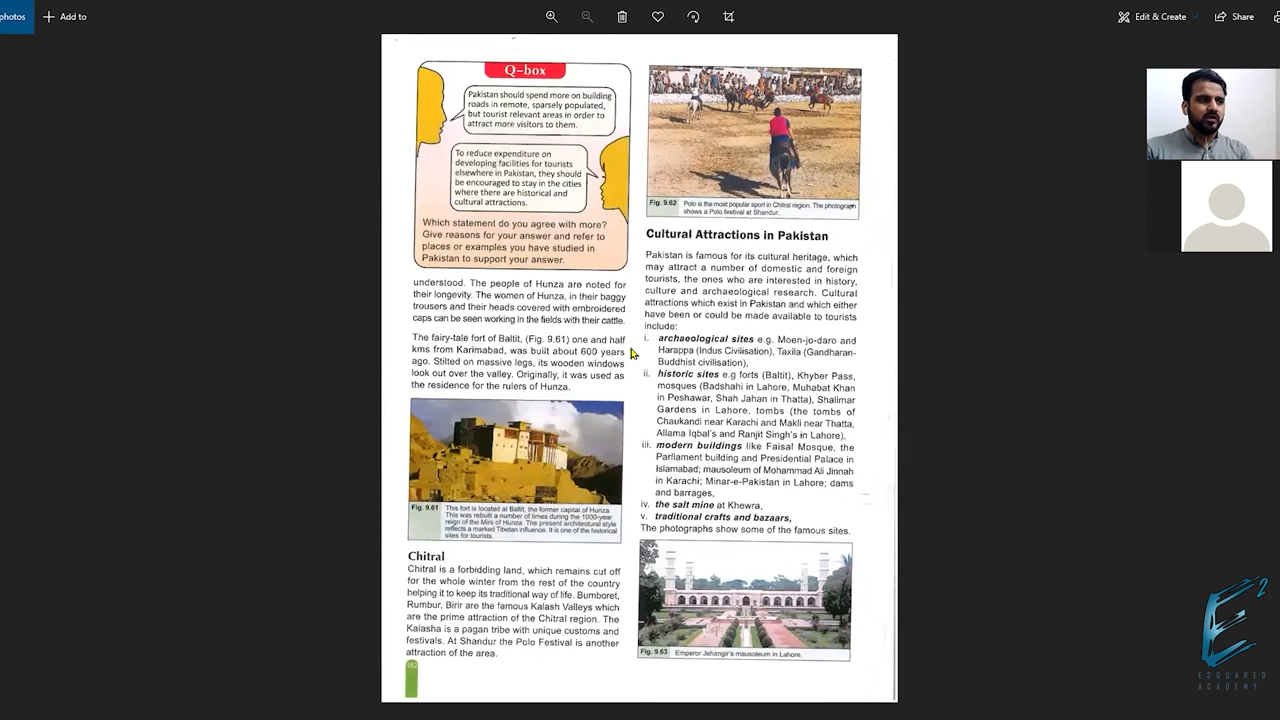 photos
Add to
Edit & Create
Share
Q-box
Pakistan should spend more on building
roads in remote, sparsely populated,
but tourist relevant areas in order to
attract more visitors to them.
To reduce expenditure on
developing facilities for tourists
elsewhere in Pakistan, they should
be encouraged to stay in the cities
where there are historical and
cultural attractions.
Which statement do you agree with more?
Give reasons for your answer and refer to
places or examples you have studied in
Pakistan to support your answer.
understood. The people of Hunza are noted for
their longevity. The women of Hunza, in their baggy
trousers and their heads covered with embroidered
caps can be seen working in the fields with their cattle.
The fairy-tale fort of Baltit, (Fig. 9.61) one and half
kms from Karimabad, was built about 600 years
ago. Stilted on massive legs, its wooden windows
look out over the valley. Originally, it was used as
the residence for the rulers of Hunza.
Fig. 9.61
This fort is located at Baltit, the former capital of Hunza.
This was rebuilt a number of times during the 1000-year
reign of the Mirs of Hunza. The present architectural style
reflects a marked Tibetan influence. It is one of the historical
sites for tourists.
Chitral
Chitral is a forbidding land, which remains cut off
for the whole winter from the rest of the country
helping it to keep its traditional way of life. Bumboret,
Rumbur, Birir are the famous Kalash Valleys which
are the prime attraction of the Chitral region. The
Kalasha is a pagan tribe with unique customs and
festivals. At Shandur the Polo Festival is another
attraction of the area.
162
Fig. 9.62
Polo is the most popular sport in Chitral region. The photograph
shows a Polo festival at Shandur.
Cultural Attractions in Pakistan
Pakistan is famous for its cultural heritage, which
may attract a number of domestic and foreign
tourists, the ones who are interested in history,
culture and archaeological research. Cultural
attractions which exist in Pakistan and which either
have been or could be made available to tourists
include:
i. archaeological sites e.g. Moen-jo-daro and
Harappa (Indus Civilisation), Taxila (Gandharan-
Buddhist civilisation),
ii. historic sites e.g forts (Baltit), Khyber Pass,
mosques (Badshahi in Lahore, Muhabat Khan
in Peshawar, Shah Jahan in Thatta), Shalimar
Gardens in Lahore, tombs (the tombs of
Chaukandi near Karachi and Makli near Thatta,
Allama Iqbal's and Ranjit Singh's in Lahore),
iii. modern buildings like Faisal Mosque, the
Parliament building and Presidential Palace in
Islamabad; mausoleum of Mohammad Ali Jinnah
in Karachi; Minar-e-Pakistan in Lahore; dams
and barrages,
iv. the salt mine at Khewra,
v. traditional crafts and bazaars,
The photographs show some of the famous sites.
Fig. 9.63
Emperor Jehangir's mausoleum in Lahore.
E2
ESQUARED
ACADEMY